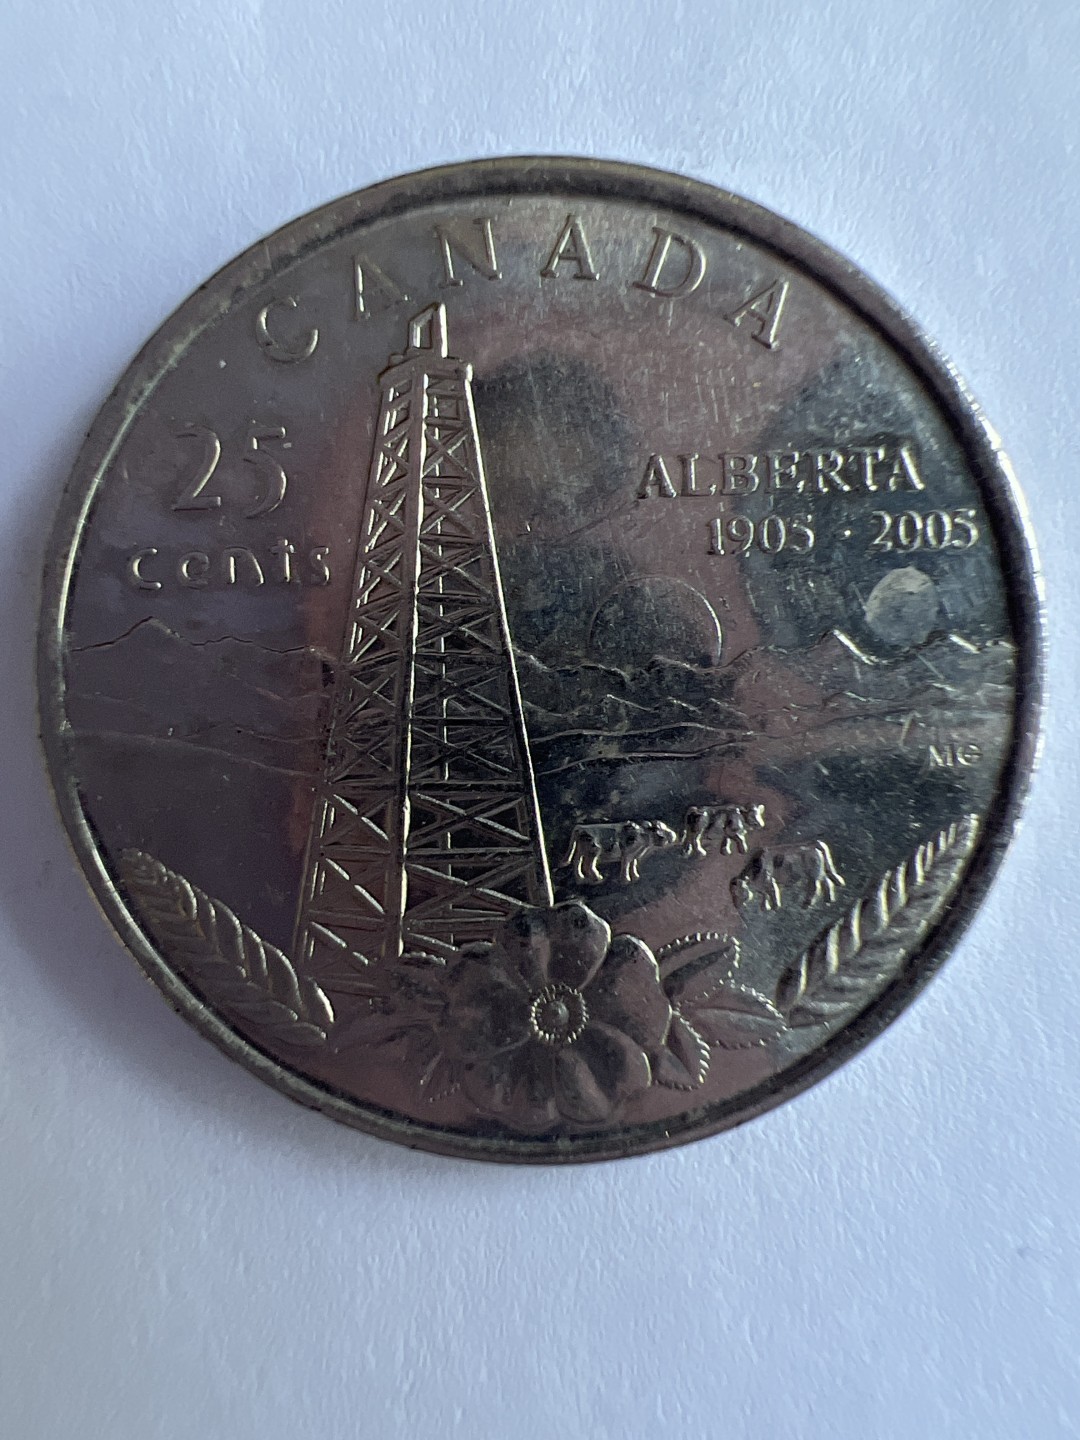 CANADA
25
cents
ALBERTA
1905 · 2005
MG